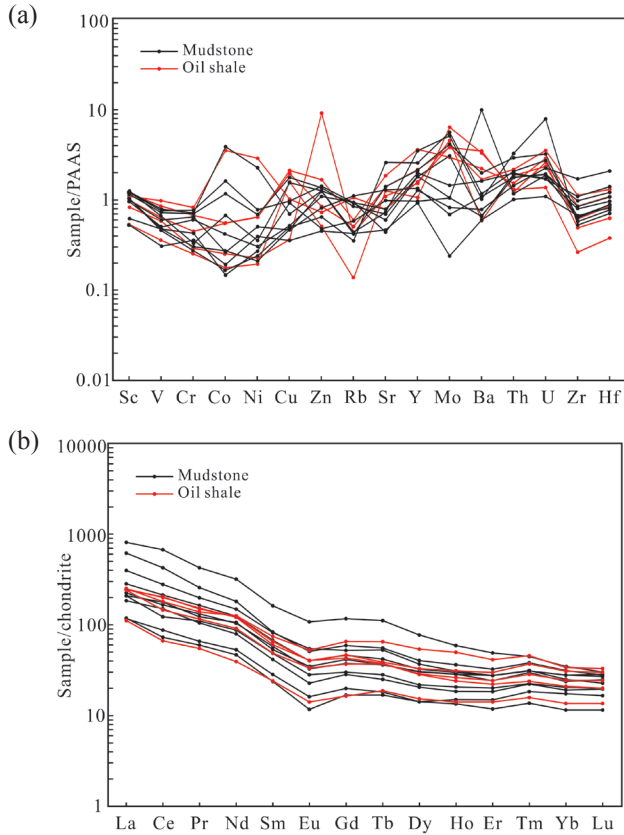 (a)
100
10
1
0.1
0.01
Sample/PAAS
Mudstone
Oil shale
Sc V Cr Co Ni Cu Zn Rb Sr Y Mo Ba Th U Zr Hf
(b)
10000
1000
100
10
1
Sample/chondrite
Mudstone
Oil shale
La Ce Pr Nd Sm Eu Gd Tb Dy Ho Er Tm Yb Lu